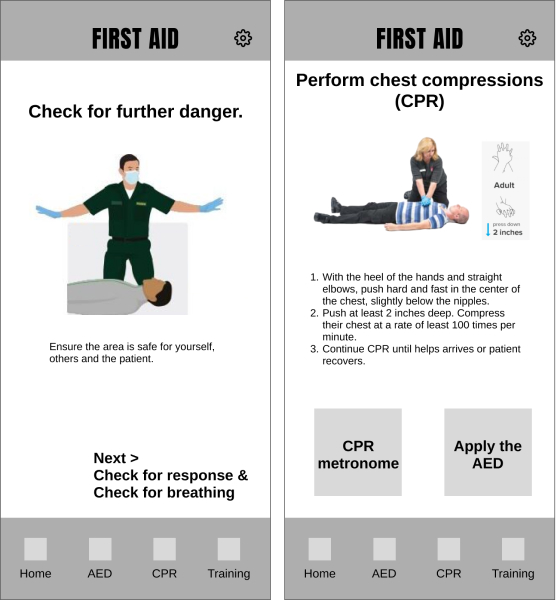 FIRST AID
Check for further danger.
Ensure the area is safe for yourself,
others and the patient.
Next >
Check for response &
Check for breathing
Home
AED
CPR
Training
FIRST AID
Perform chest compressions
(CPR)
Adult
press down
2 inches
1. With the heel of the hands and straight
elbows, push hard and fast in the center of
the chest, slightly below the nipples.
2. Push at least 2 inches deep. Compress
their chest at a rate of least 100 times per
minute.
3. Continue CPR until helps arrives or patient
recovers.
CPR
metronome
Apply the
AED
Home
AED
CPR
Training